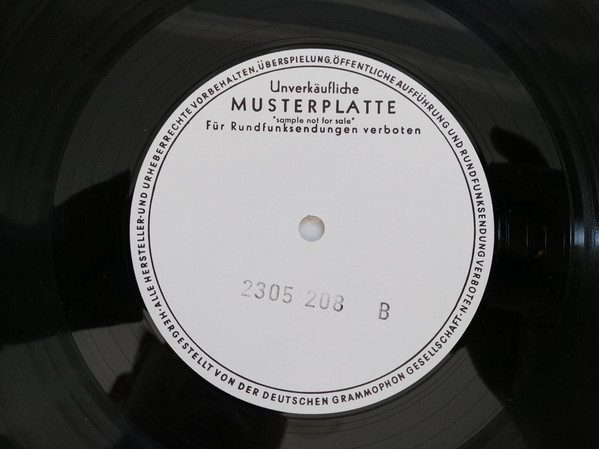 ALLE HERSTELLER- UND URHEBERRECHTE VORBEHALTEN. ÜBERSPIELUNG, ÖFFENTLICHE AUFFÜHRUNG UND RUNDFUNKSENDUNG VERBOTEN·
Unverkäufliche
MUSTERPLATTE
"sample not for sale"
Für Rundfunksendungen verboten
2305 208 B
HERGESTELLT VON DER DEUTSCHEN GRAMMOPHON GESELLSCHAFT·